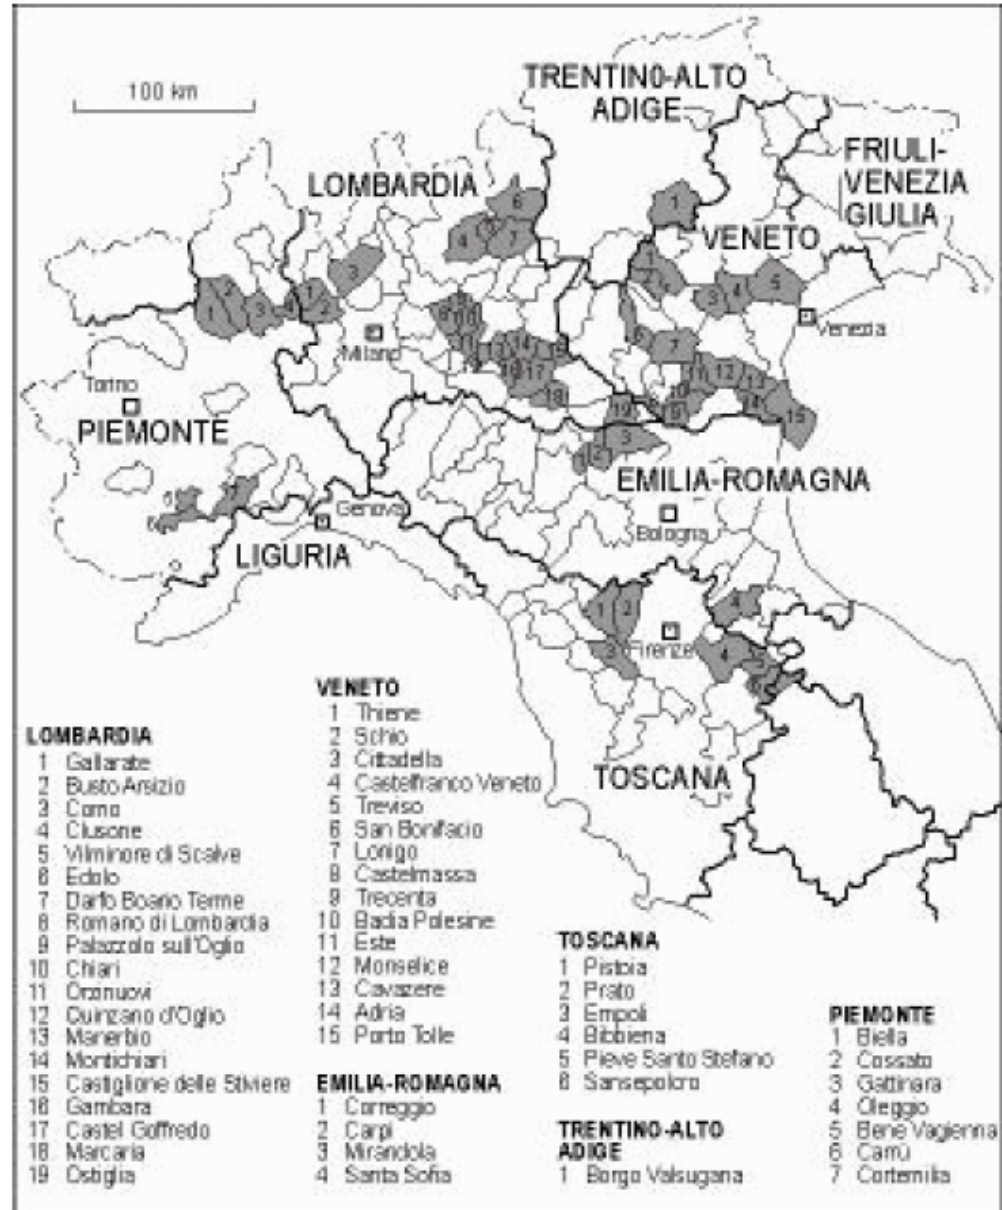 100 km
TRENTINO-ALTO
ADIGE
FRIULI-
VENEZIA
GIULIA
LOMBARDIA
VENETO
Venezia
Milano
Torino
PIEMONTE
EMILIA-ROMAGNA
Bologna
Genova
LIGURIA
Firenze
TOSCANA
LOMBARDIA
1 Gallarate
2 Busto Arsizio
3 Como
4 Clusone
5 Vilminore di Scalve
6 Edolo
7 Darfo Boario Terme
8 Romano di Lombardia
9 Palazzolo sull'Oglio
10 Chiari
11 Orzinuovi
12 Quinzano d'Oglio
13 Manerbio
14 Montichiari
15 Castiglione delle Stiviere
16 Gambara
17 Castel Goffredo
18 Marcaria
19 Ostiglia
VENETO
1 Thiene
2 Schio
3 Cittadella
4 Castelfranco Veneto
5 Treviso
6 San Bonifacio
7 Lonigo
8 Castelmassa
9 Trecenta
10 Badia Polesine
11 Este
12 Monselice
13 Cavazere
14 Adria
15 Porto Tolle
EMILIA-ROMAGNA
1 Correggio
2 Carpi
3 Mirandola
4 Santa Sofia
TOSCANA
1 Pistoia
2 Prato
3 Empoli
4 Bibbiena
5 Pieve Santo Stefano
6 Sansepolcro
TRENTINO-ALTO
ADIGE
1 Borgo Valsugana
PIEMONTE
1 Biella
2 Cossato
3 Gattinara
4 Oleggio
5 Bene Vagienna
6 Carrù
7 Cortemilia